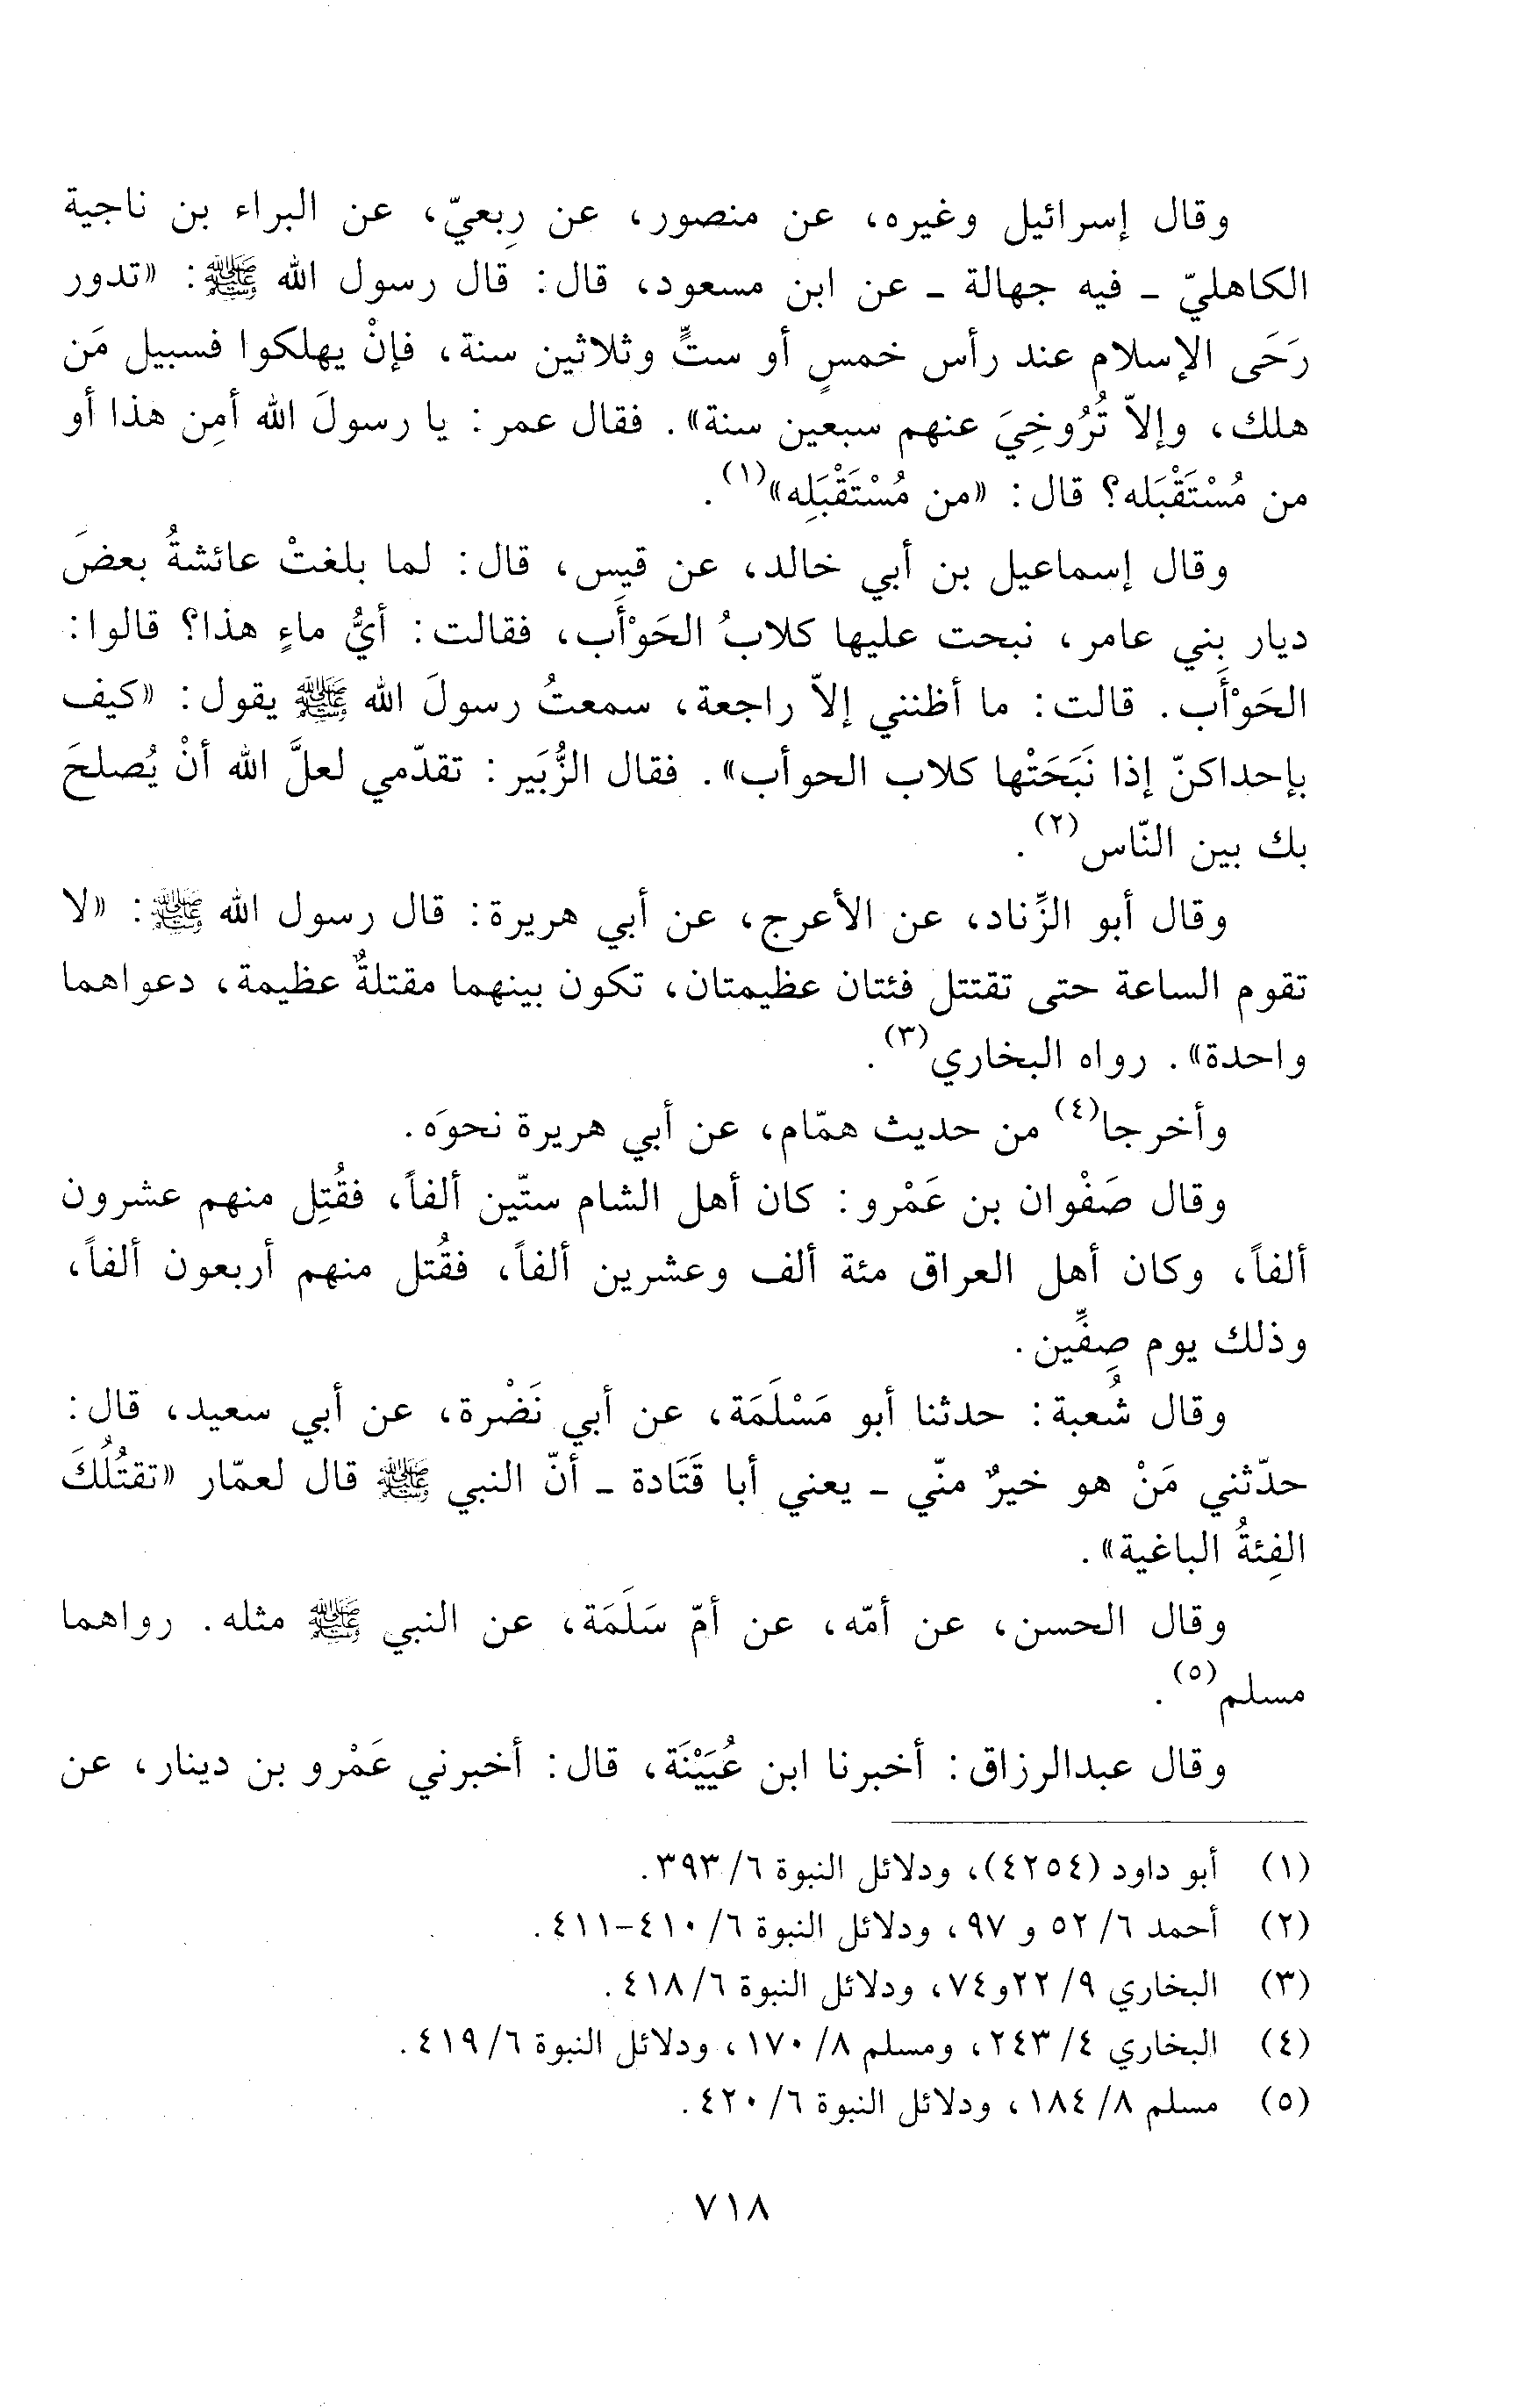 وقال إسرائيل وغيره، عن منصور، عن رِبعيّ، عن البراء بن ناجية
الكاهليّ - فيه جهالة - عن ابن مسعود، قال: قال رسول الله ﷺ: «تدور
رَحَى الإسلام عند رأس خمسٍ أو ستٍّ وثلاثين سنة، فإنْ يهلكوا فسبيل مَن
هلك، وإلاّ تُرُوخِيَ عنهم سبعين سنة». فقال عمر: يا رسولَ الله أمِن هذا أو
من مُسْتَقْبَله؟ قال: «من مُسْتَقْبَلِه»(١).
وقال إسماعيل بن أبي خالد، عن قيس، قال: لما بلغتْ عائشةُ بعضَ
ديار بني عامر، نبحت عليها كلابُ الحَوْأَب، فقالت: أيُّ ماءٍ هذا؟ قالوا:
الحَوْأَب. قالت: ما أظنني إلاّ راجعة، سمعتُ رسولَ الله ﷺ يقول: «كيف
بإحداكنّ إذا نَبَحَتْها كلاب الحوأب». فقال الزُّبَير: تقدّمي لعلَّ الله أنْ يُصلحَ
بك بين النّاس(٢).
وقال أبو الزِّناد، عن الأعرج، عن أبي هريرة: قال رسول الله ﷺ: «لا
تقوم الساعة حتى تقتتل فئتان عظيمتان، تكون بينهما مقتلةٌ عظيمة، دعواهما
واحدة». رواه البخاري(٣).
وأخرجا(٤) من حديث همّام، عن أبي هريرة نحوَه.
وقال صَفْوان بن عَمْرو: كان أهل الشام ستّين ألفاً، فقُتِل منهم عشرون
ألفاً، وكان أهل العراق مئة ألف وعشرين ألفاً، فقُتل منهم أربعون ألفاً،
وذلك يوم صِفِّين.
وقال شُعبة: حدثنا أبو مَسْلَمَة، عن أبي نَضْرة، عن أبي سعيد، قال:
حدّثني مَنْ هو خيرٌ منّي - يعني أبا قَتَادة - أنّ النبي ﷺ قال لعمّار «تقتُلُكَ
الفِئةُ الباغية».
وقال الحسن، عن أمّه، عن أمّ سَلَمَة، عن النبي ﷺ مثله. رواهما
مسلم(٥).
وقال عبدالرزاق: أخبرنا ابن عُيَيْنَة، قال: أخبرني عَمْرو بن دينار، عن
(١) أبو داود (٤٢٥٤)، ودلائل النبوة ٦/ ٣٩٣.
(٢) أحمد ٦/ ٥٢ و ٩٧، ودلائل النبوة ٦/ ٤١٠-٤١١.
(٣) البخاري ٩/ ٢٢و٧٤، ودلائل النبوة ٦/ ٤١٨.
(٤) البخاري ٤/ ٢٤٣، ومسلم ٨/ ١٧٠، ودلائل النبوة ٦/ ٤١٩.
(٥) مسلم ٨/ ١٨٤، ودلائل النبوة ٦/ ٤٢٠.
٧١٨